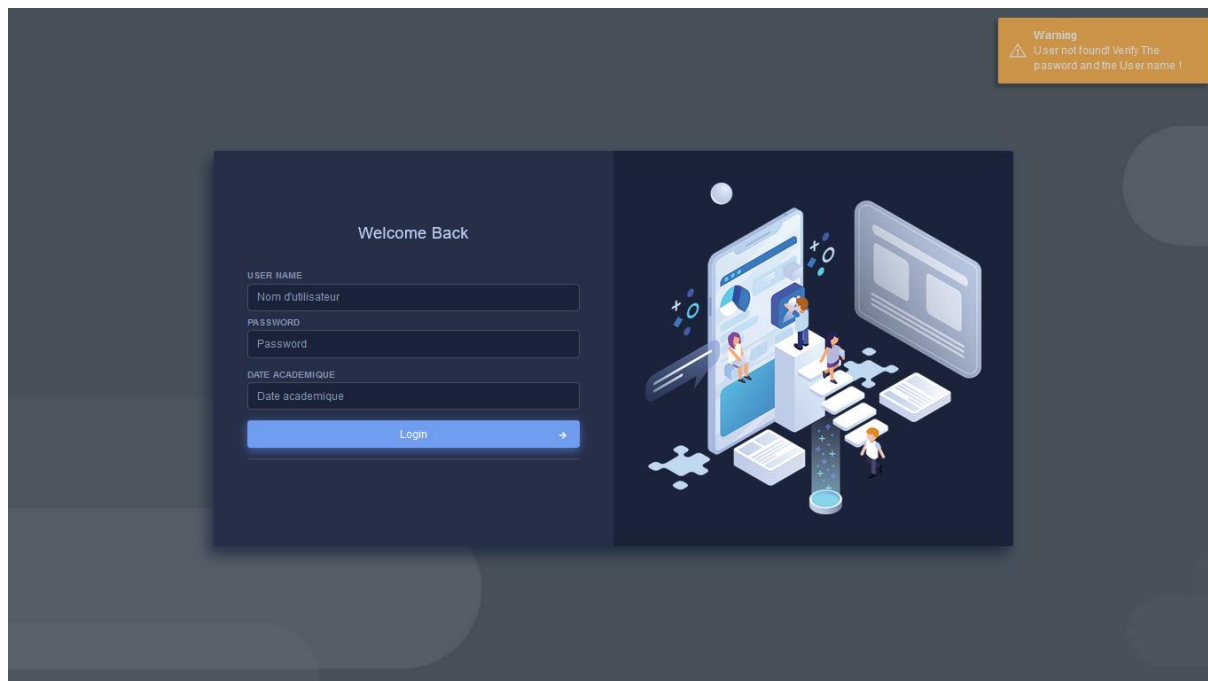 Warning
User not found! Verify The
pasword and the User name !
Welcome Back
USER NAME
Nom d'utilisateur
PASSWORD
Password
DATE ACADEMIQUE
Date academique
Login